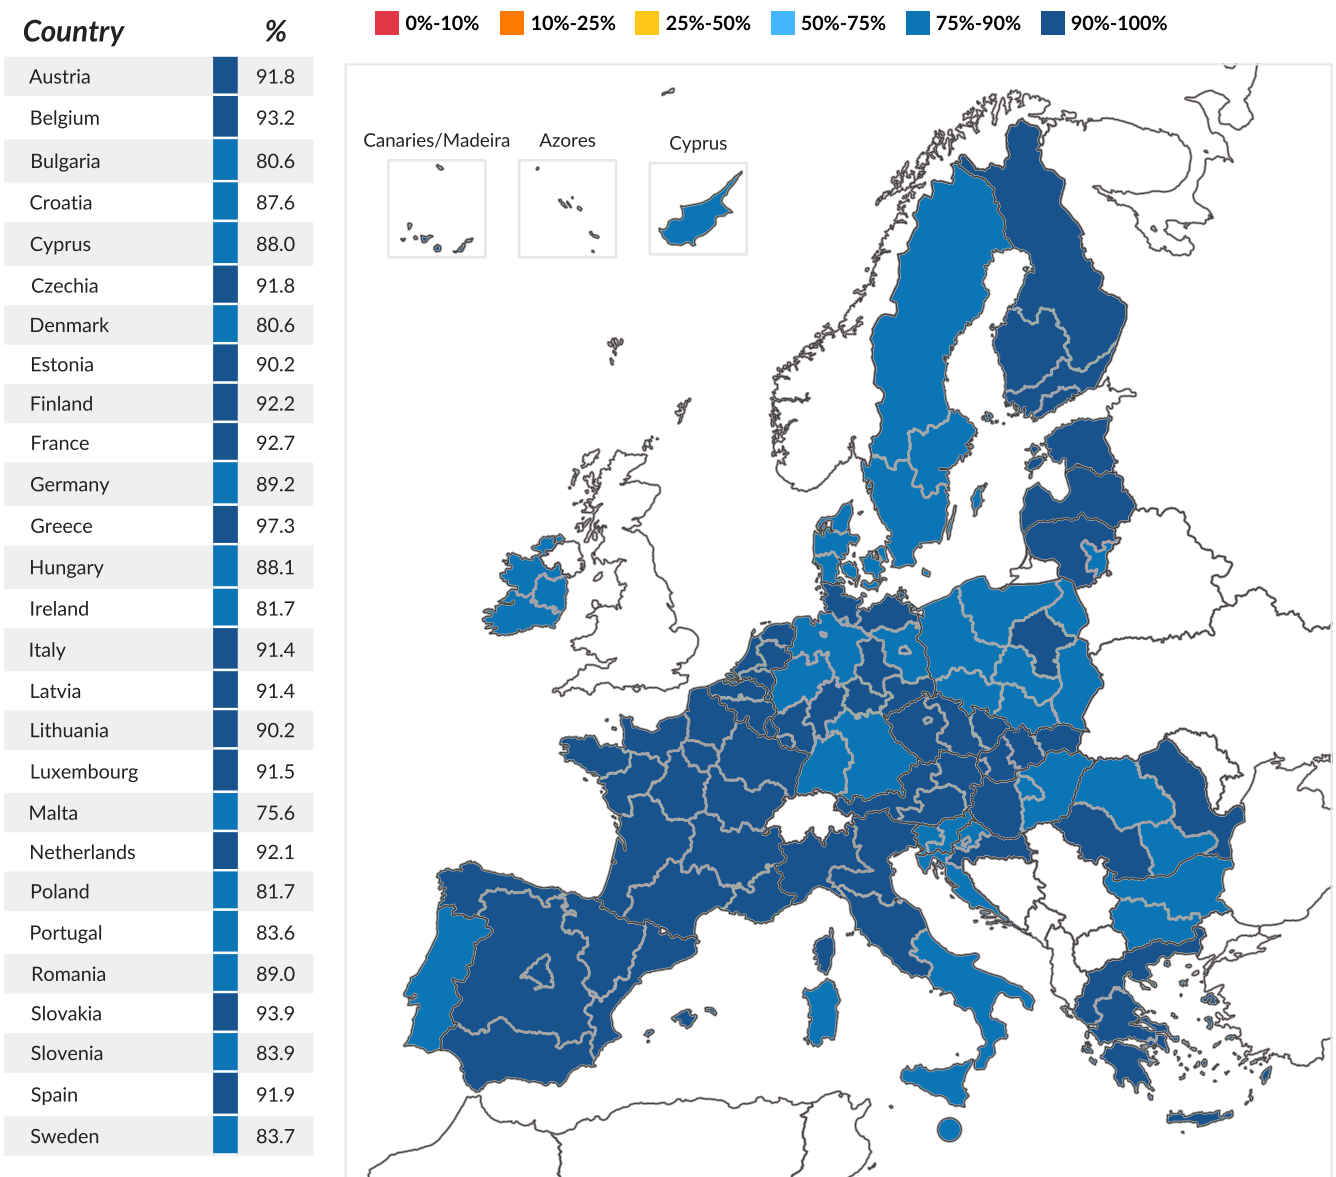 Country %
0%-10% 10%-25% 25%-50% 50%-75% 75%-90% 90%-100%
Austria 91.8
Belgium 93.2
Bulgaria 80.6
Croatia 87.6
Cyprus 88.0
Czechia 91.8
Denmark 80.6
Estonia 90.2
Finland 92.2
France 92.7
Germany 89.2
Greece 97.3
Hungary 88.1
Ireland 81.7
Italy 91.4
Latvia 91.4
Lithuania 90.2
Luxembourg 91.5
Malta 75.6
Netherlands 92.1
Poland 81.7
Portugal 83.6
Romania 89.0
Slovakia 93.9
Slovenia 83.9
Spain 91.9
Sweden 83.7
Canaries/Madeira
Azores
Cyprus